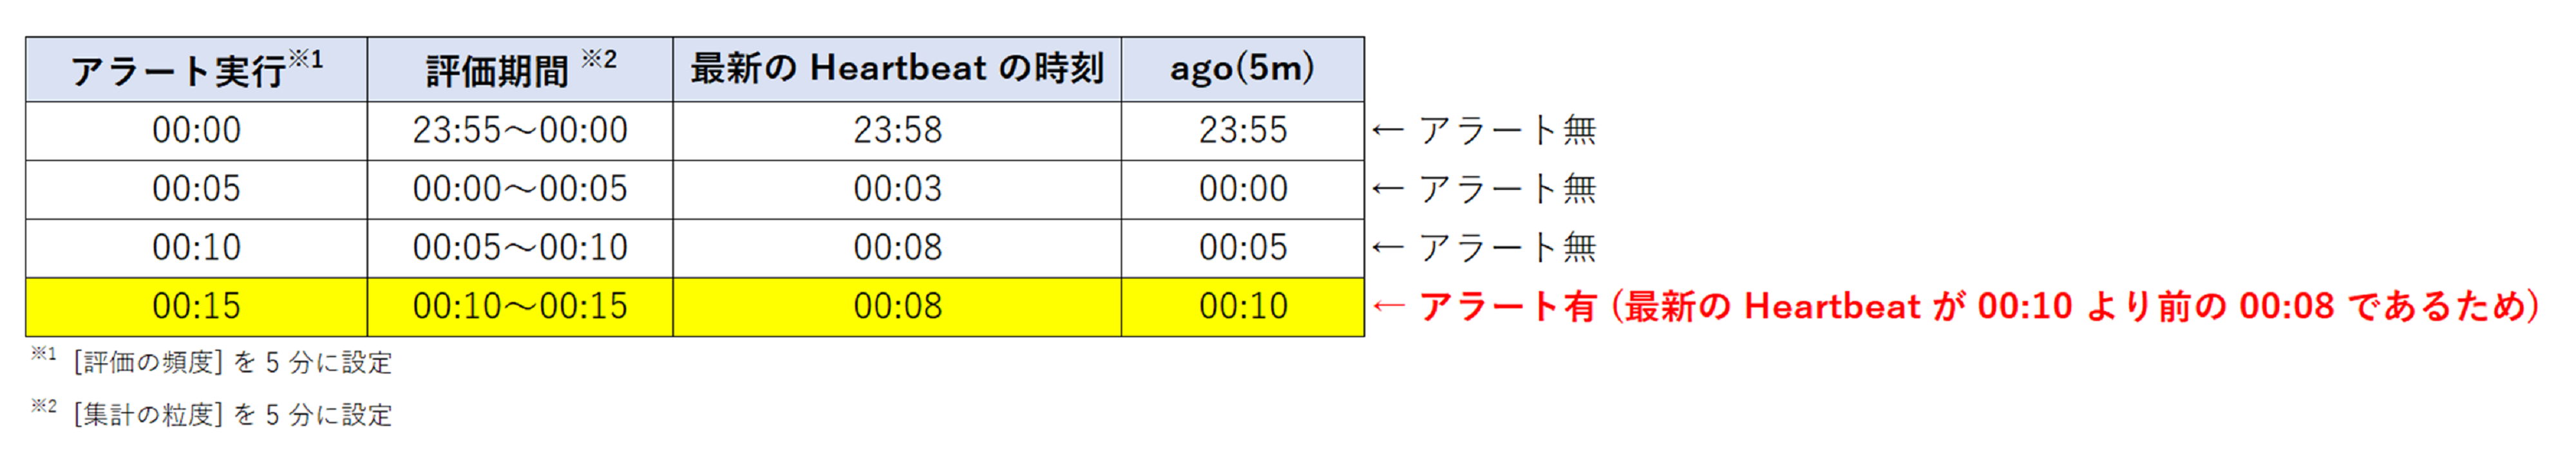 アラート実行※1 評価期間 ※2 最新の Heartbeat の時刻 ago(5m)
00:00 23:55～00:00 23:58 23:55 ← アラート無
00:05 00:00～00:05 00:03 00:00 ← アラート無
00:10 00:05～00:10 00:08 00:05 ← アラート無
00:15 00:10～00:15 00:08 00:10 ← アラート有 (最新の Heartbeat が 00:10 より前の 00:08 であるため)
※1 [評価の頻度] を 5 分に設定
※2 [集計の粒度] を 5 分に設定